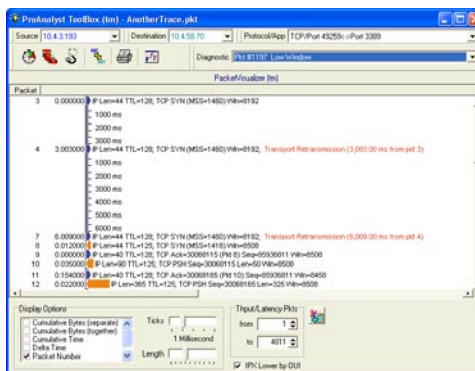 ProAnalyst ToolBox (tm) - AnotherTrace.pkt
Source 10.4.3.193 Destination 10.4.58.70 Protocol/App TCP/Port 49259<->Port 3389
Diagnostic Pkt #1197 Low Window
PacketVisualizer (tm)
Packet
3 0.000000 IP Len=44 TTL=128; TCP SYN (MSS=1460) Win=8192
1000 ms
2000 ms
3000 ms
4 3.003000 IP Len=44 TTL=128; TCP SYN (MSS=1460) Win=8192; Transport Retransmission (3,003.00 ms from pkt 3)
1000 ms
2000 ms
3000 ms
4000 ms
5000 ms
6000 ms
7 6.009000 IP Len=44 TTL=128; TCP SYN (MSS=1460) Win=8192; Transport Retransmission (6,009.00 ms from pkt 4)
8 0.012000 IP Len=44 TTL=125; TCP SYN (MSS=1418) Win=8508
9 0.000000 IP Len=40 TTL=128; TCP Ack=30068115 (Pkt 8) Seq=85936811 Win=8508
10 0.035000 IP Len=90 TTL=125; TCP PSH Seq=30068115 Len=50 Win=8508
11 0.154000 IP Len=40 TTL=128; TCP Ack=30068165 (Pkt 10) Seq=85936811 Win=8458
12 0.022000 IP Len=365 TTL=125; TCP PSH Seq=30068165 Len=325 Win=8508
Display Options
Cumulative Bytes (separate)
Cumulative Bytes (together)
Cumulative Time
Delta Time
Packet Number
Ticks
1 Millisecond
Length
Thput/Latency Pkts
from 1
to 4811
IPX Lower by OUI